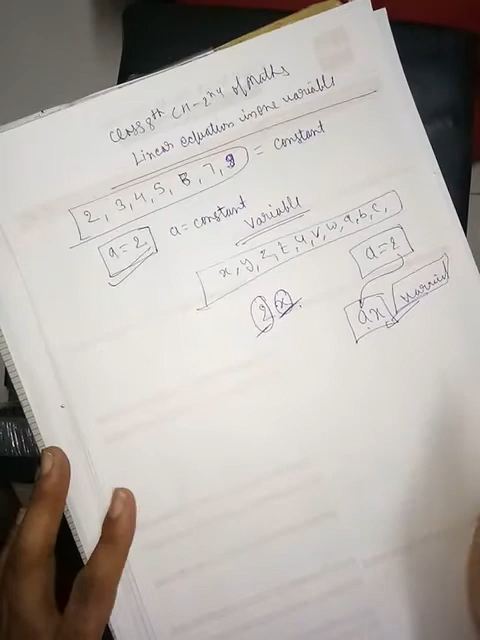 class 8th CH-2nd of Maths
Linear equation in one variable
2, 3, 4, 5, 6, 7, 9 = constant
a=2 a= constant
Variable
x, y, z, t, u, v, w, a, b, c,
a=2
2 x
ax